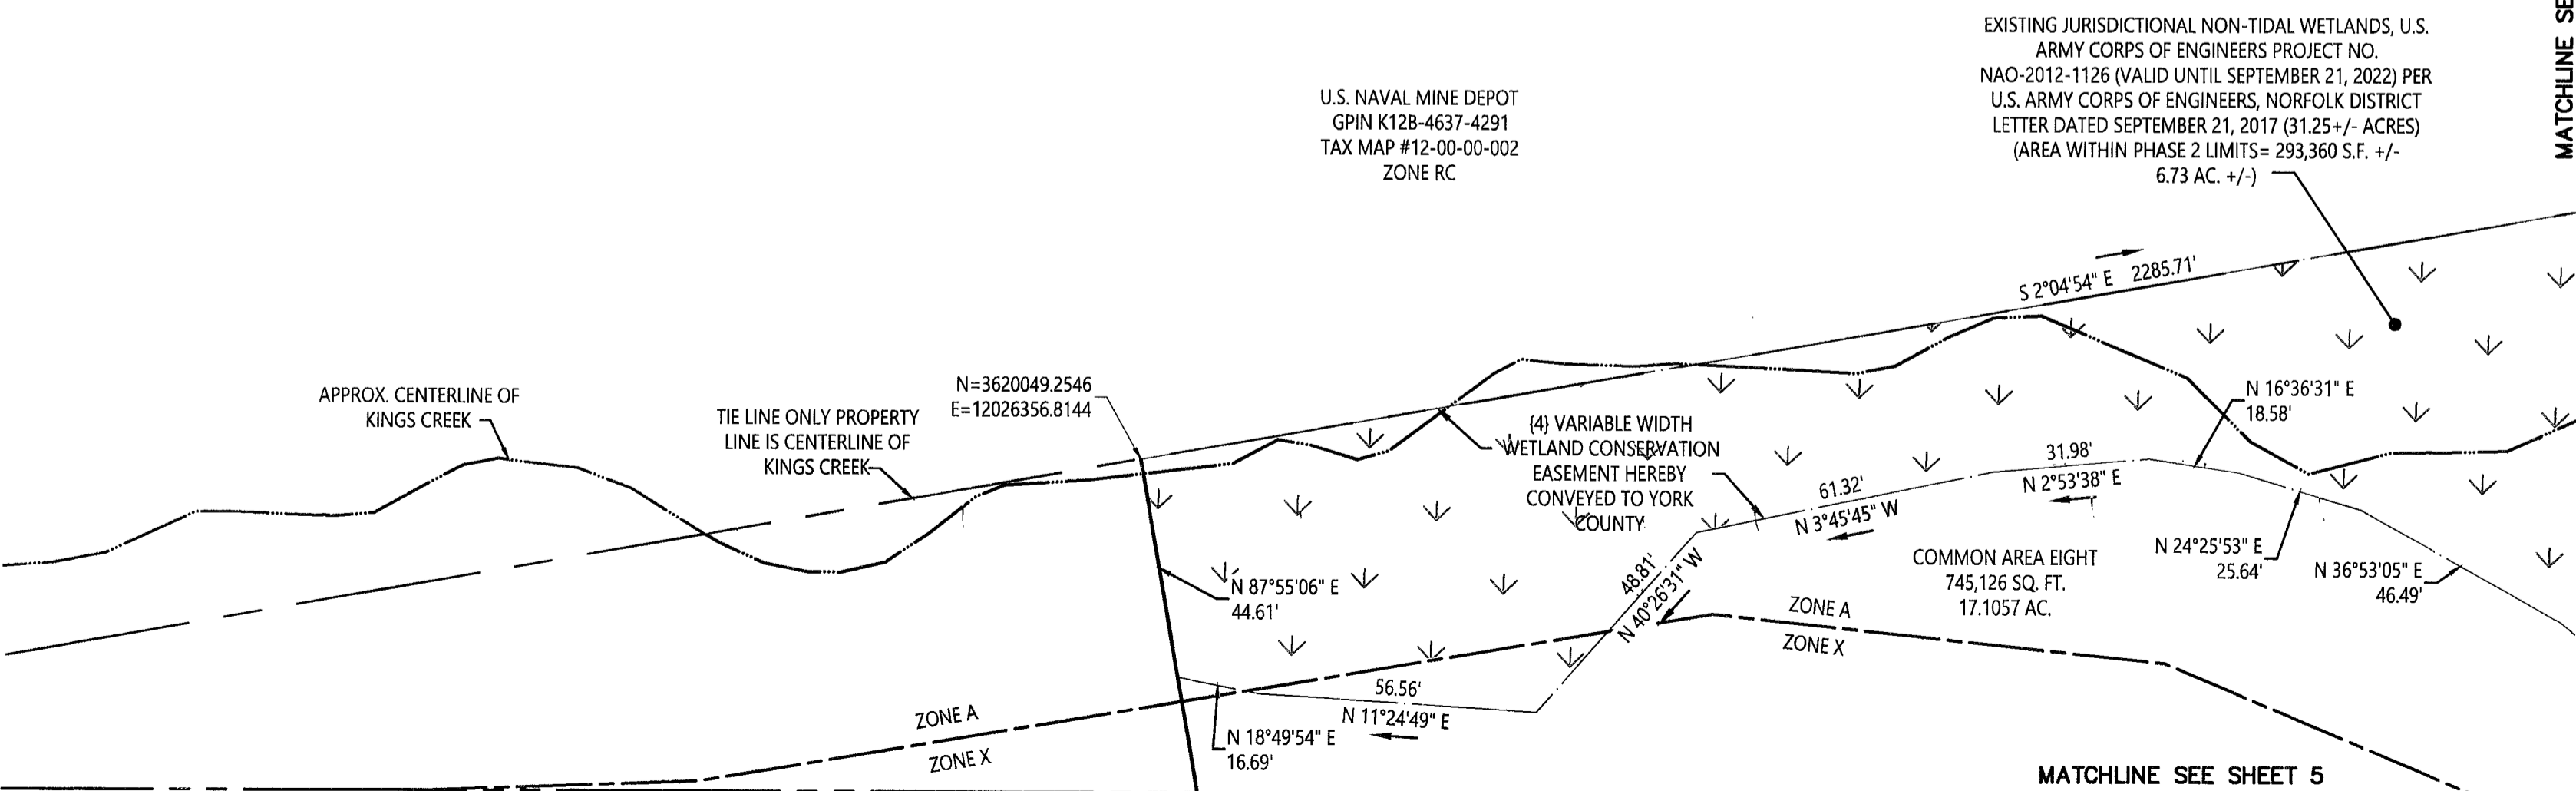 EXISTING JURISDICTIONAL NON-TIDAL WETLANDS, U.S.
ARMY CORPS OF ENGINEERS PROJECT NO.
NAO-2012-1126 (VALID UNTIL SEPTEMBER 21, 2022) PER
U.S. ARMY CORPS OF ENGINEERS, NORFOLK DISTRICT
LETTER DATED SEPTEMBER 21, 2017 (31.25+/- ACRES)
(AREA WITHIN PHASE 2 LIMITS= 293,360 S.F. +/-
6.73 AC. +/-)
MATCHLINE
U.S. NAVAL MINE DEPOT
GPIN K12B-4637-4291
TAX MAP #12-00-00-002
ZONE RC
S 2°04'54" E 2285.71'
APPROX. CENTERLINE OF
KINGS CREEK
TIE LINE ONLY PROPERTY
LINE IS CENTERLINE OF
KINGS CREEK
N=3620049.2546
E=12026356.8144
{4} VARIABLE WIDTH
WETLAND CONSERVATION
EASEMENT HEREBY
CONVEYED TO YORK
COUNTY
N 16°36'31" E
18.58'
31.98'
N 2°53'38" E
61.32'
N 3°45'45" W
48.81'
N 40°26'31" W
COMMON AREA EIGHT
745,126 SQ. FT.
17.1057 AC.
N 24°25'53" E
25.64'
N 36°53'05" E
46.49'
N 87°55'06" E
44.61'
ZONE A
ZONE X
56.56'
N 11°24'49" E
N 18°49'54" E
16.69'
ZONE A
ZONE X
MATCHLINE SEE SHEET 5